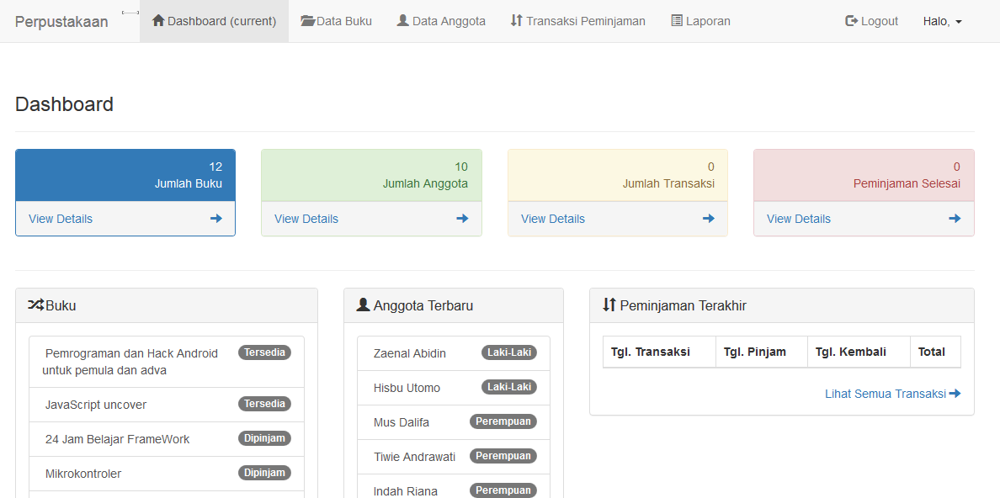 Perpustakaan
Dashboard (current)
Data Buku
Data Anggota
Transaksi Peminjaman
Laporan
Logout
Halo,
Dashboard
12
Jumlah Buku
View Details
10
Jumlah Anggota
View Details
0
Jumlah Transaksi
View Details
0
Peminjaman Selesai
View Details
Buku
Pemrograman dan Hack Android
untuk pemula dan adva
Tersedia
JavaScript uncover
Tersedia
24 Jam Belajar FrameWork
Dipinjam
Mikrokontroler
Dipinjam
Anggota Terbaru
Zaenal Abidin
Laki-Laki
Hisbu Utomo
Laki-Laki
Mus Dalifa
Perempuan
Tiwie Andrawati
Perempuan
Indah Riana
Perempuan
Peminjaman Terakhir
Tgl. Transaksi
Tgl. Pinjam
Tgl. Kembali
Total
Lihat Semua Transaksi